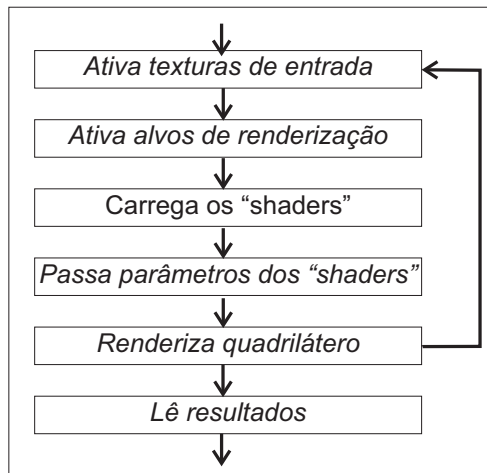 Ativa texturas de entrada
Ativa alvos de renderização
Carrega os “shaders”
Passa parâmetros dos “shaders”
Renderiza quadrilátero
Lê resultados